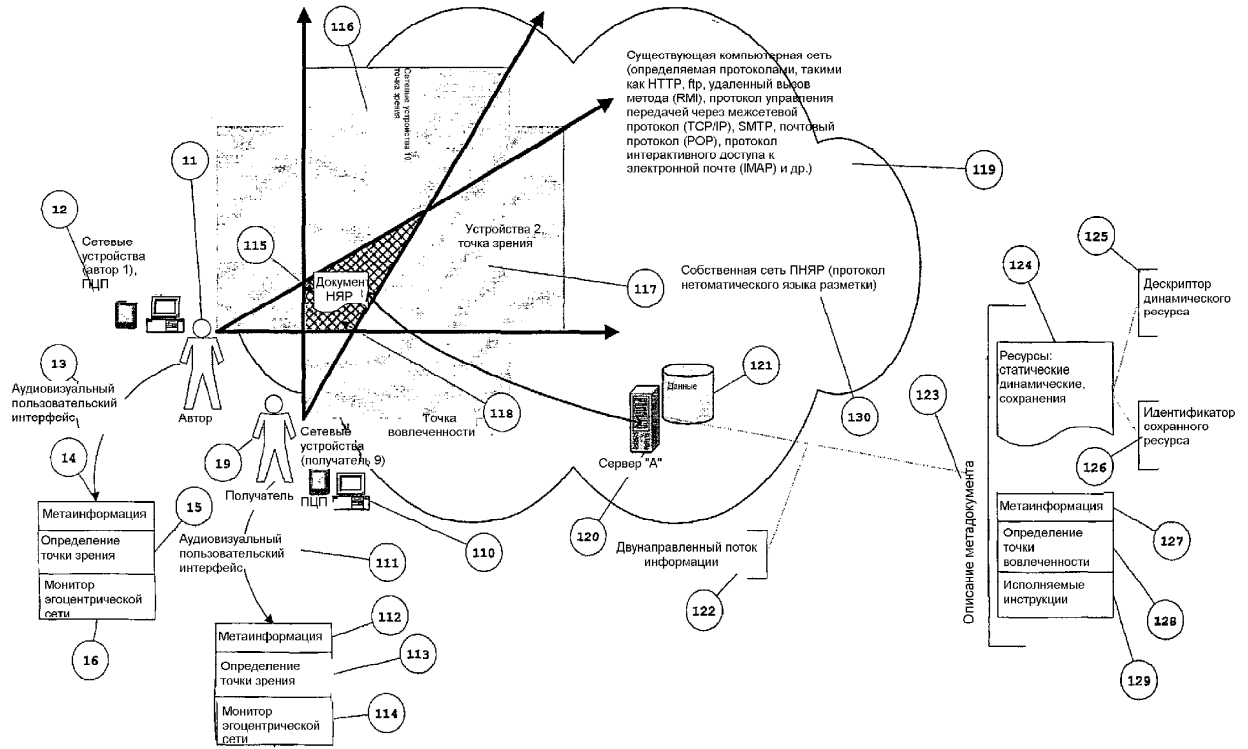 116
Сетевые устройства 10
точка зрения
Существующая компьютерная сеть
(определяемая протоколами, такими
как HTTP, ftp, удаленный вызов
метода (RMI), протокол управления
передачей через межсетевой
протокол (TCP/IP), SMTP, почтовый
протокол (POP), протокол
интерактивного доступа к
электронной почте (IMAP) и др.)
119
11
12
Сетевые
устройства
(автор 1),
ПЦП
115
Документ
НЯР
Устройства 2,
точка зрения
117
Собственная сеть ПНЯР (протокол
нетоматического языка разметки)
124
125
Дескриптор
динамического
ресурса
13
Аудиовизуальный
пользовательский
интерфейс
Автор
118
Точка
вовлеченности
Данные
121
130
123
Ресурсы:
статические
динамические,
сохранения
Идентификатор
сохранного
ресурса
126
14
19
Получатель
Сетевые
устройства
(получатель 9)
ПЦП
110
Сервер "А"
120
Двунаправленный поток
информации
122
Описание метадокумента
Метаинформация
Определение
точки
вовлеченности
Исполняемые
инструкции
127
128
129
15
Метаинформация
Определение
точки зрения
Монитор
эгоцентрической
сети
16
Аудиовизуальный
пользовательский
интерфейс
111
112
Метаинформация
113
Определение
точки зрения
114
Монитор
эгоцентрической
сети